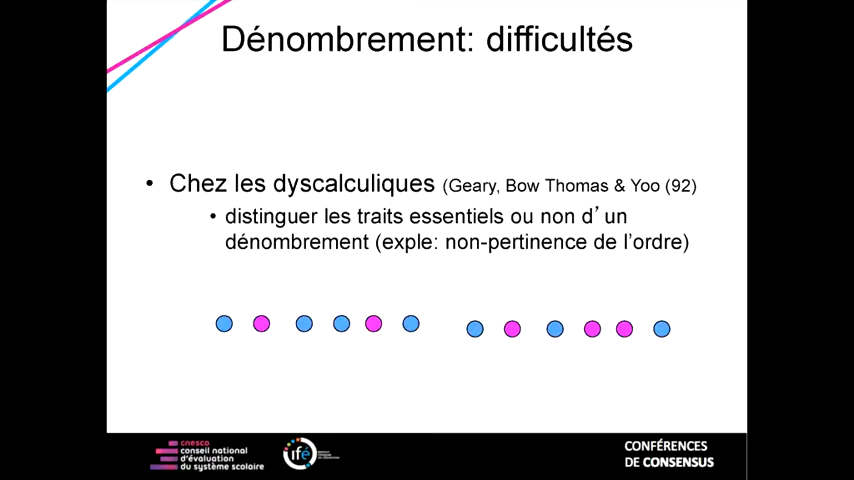 Dénombrement: difficultés
• Chez les dyscalculiques (Geary, Bow Thomas & Yoo (92)
• distinguer les traits essentiels ou non d’un
dénombrement (exple: non-pertinence de l’ordre)
cnesco
conseil national
d'évaluation
du système scolaire
ifé
CONFÉRENCES
DE CONSENSUS